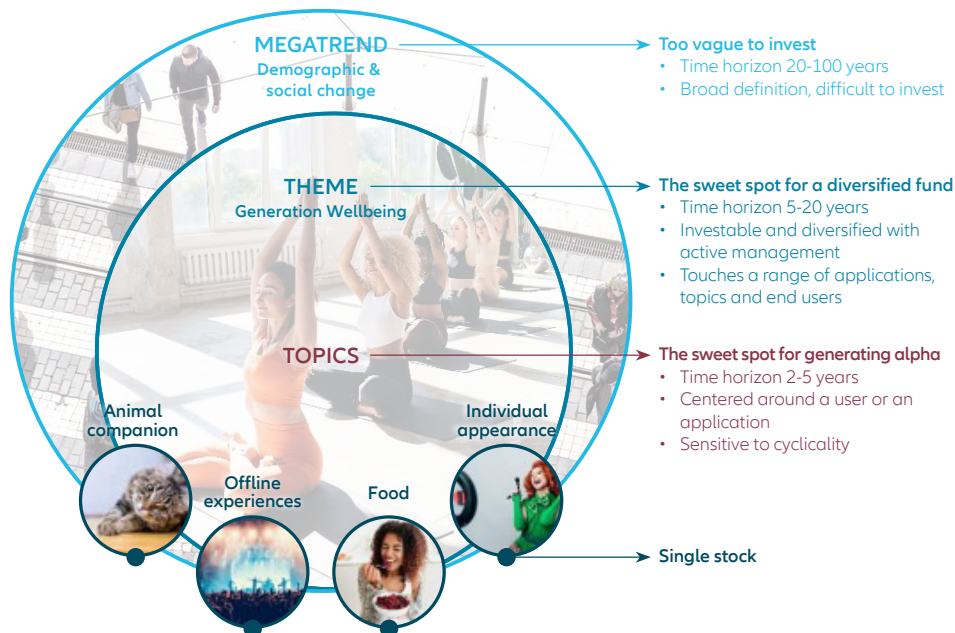 MEGATREND
Demographic &
social change
Too vague to invest
• Time horizon 20-100 years
• Broad definition, difficult to invest
THEME
Generation Wellbeing
The sweet spot for a diversified fund
• Time horizon 5-20 years
• Investable and diversified with
active management
• Touches a range of applications,
topics and end users
TOPICS
The sweet spot for generating alpha
• Time horizon 2-5 years
• Centered around a user or an
application
• Sensitive to cyclicality
Animal
companion
Offline
experiences
Food
Individual
appearance
Single stock